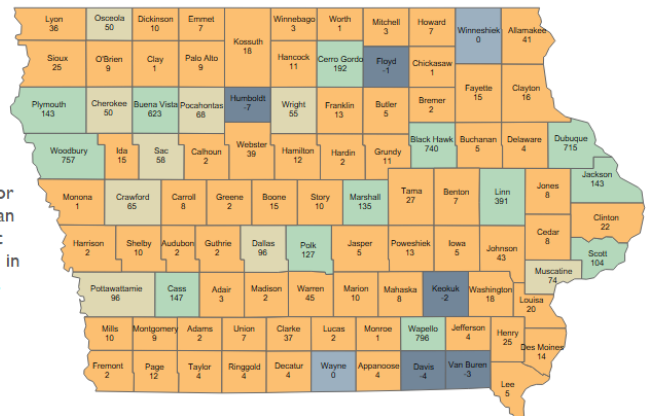 Lyon
36
Osceola
50
Dickinson
10
Emmet
7
Winnebago
3
Worth
1
Mitchell
3
Howard
7
Winneshiek
0
Allamakee
41
Kossuth
18
Sioux
25
O'Brien
9
Clay
1
Palo Alto
9
Hancock
11
Cerro Gordo
192
Floyd
-1
Chickasaw
1
Fayette
15
Clayton
16
Plymouth
143
Cherokee
50
Buena Vista
623
Pocahontas
68
Humboldt
-7
Wright
55
Franklin
13
Butler
5
Bremer
2
Woodbury
757
Ida
15
Sac
58
Calhoun
2
Webster
39
Hamilton
12
Hardin
2
Grundy
11
Black Hawk
740
Buchanan
5
Delaware
4
Dubuque
715
Jackson
143
or
an
in
Monona
1
Crawford
65
Carroll
8
Greene
2
Boone
15
Story
10
Marshall
135
Tama
27
Benton
7
Linn
391
Jones
8
Clinton
22
Cedar
8
Harrison
2
Shelby
10
Audubon
2
Guthrie
2
Dallas
96
Polk
127
Jasper
5
Poweshiek
13
Iowa
5
Johnson
43
Scott
104
Muscatine
74
Pottawattamie
96
Cass
147
Adair
3
Madison
2
Warren
45
Marion
10
Mahaska
8
Keokuk
-2
Washington
18
Louisa
20
Mills
10
Montgomery
9
Adams
2
Union
7
Clarke
37
Lucas
2
Monroe
1
Wapello
796
Jefferson
4
Henry
25
Des Moines
14
Fremont
2
Page
12
Taylor
4
Ringgold
4
Decatur
4
Wayne
0
Appanoose
4
Davis
-4
Van Buren
-3
Lee
5